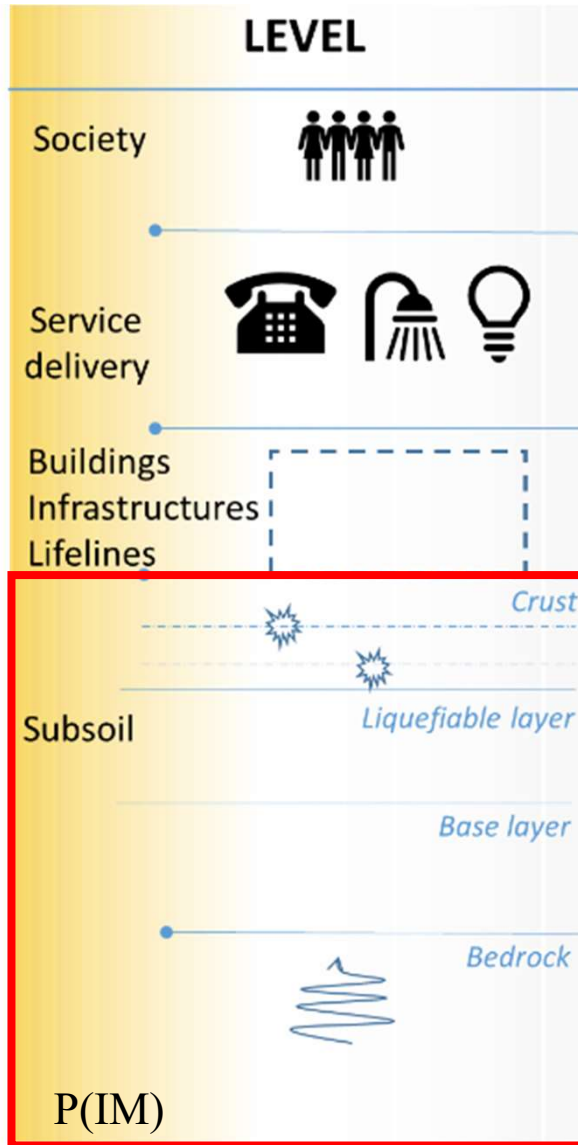 LEVEL
Society
Service
delivery
Buildings
Infrastructures
Lifelines
Crust
Subsoil
Liquefiable layer
Base layer
Bedrock
P(IM)